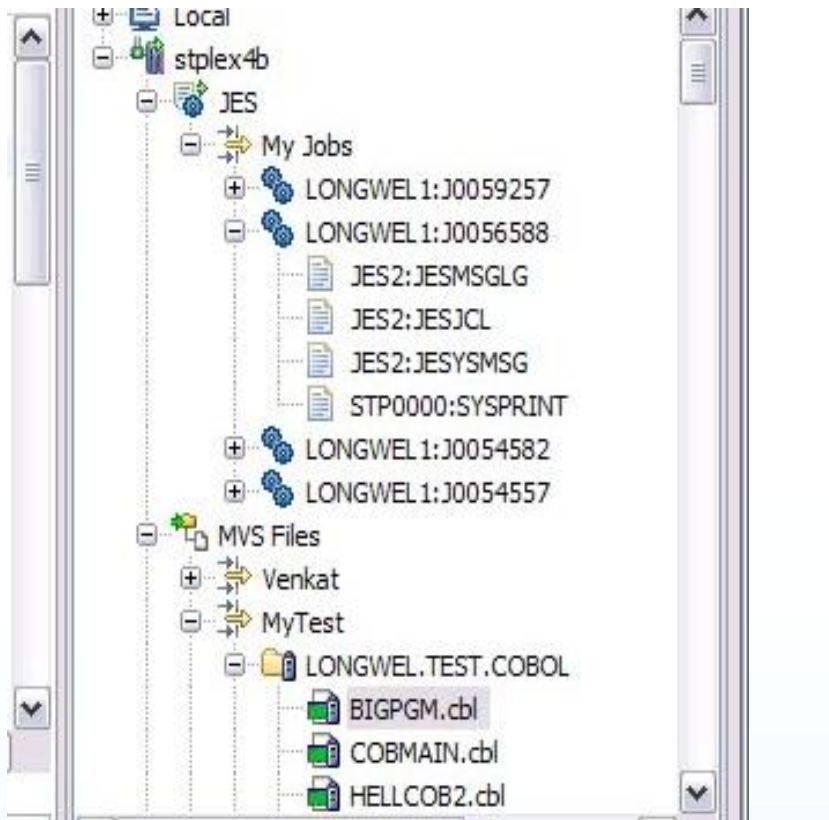 Local
stplex4b
JES
My Jobs
LONGWEL1:J0059257
LONGWEL1:J0056588
JES2:JESMSGLG
JES2:JESJCL
JES2:JESYSMSG
STP0000:SYSPRINT
LONGWEL1:J0054582
LONGWEL1:J0054557
MVS Files
Venkat
MyTest
LONGWEL.TEST.COBOL
BIGPGM.cbl
COBMAIN.cbl
HELLCOB2.cbl